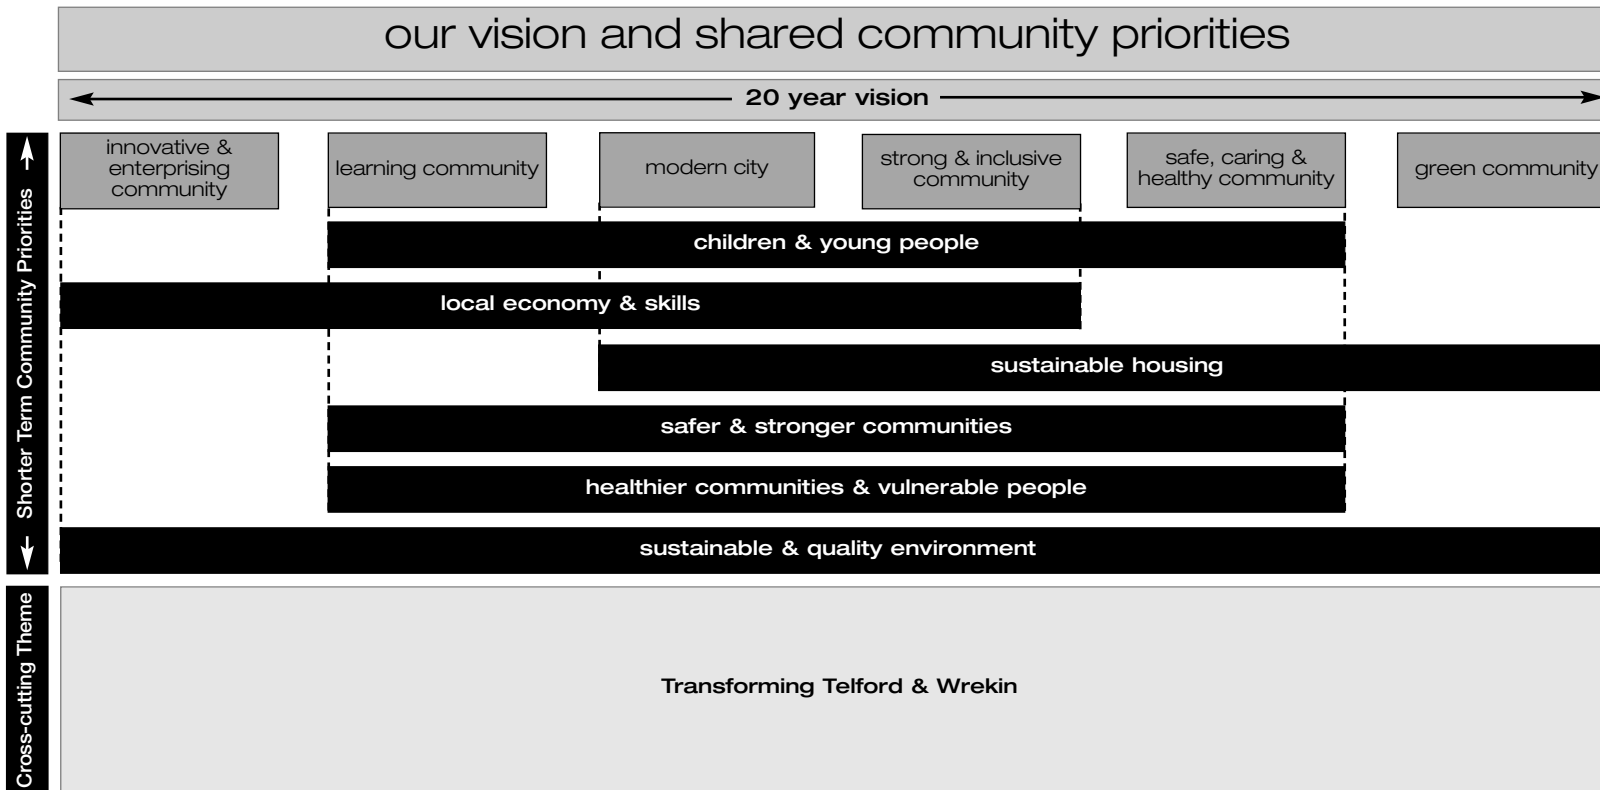 our vision and shared community priorities
20 year vision
Shorter Term Community Priorities
innovative &
enterprising
community
learning community
modern city
strong & inclusive
community
safe, caring &
healthy community
green community
children & young people
local economy & skills
sustainable housing
safer & stronger communities
healthier communities & vulnerable people
sustainable & quality environment
Cross-cutting Theme
Transforming Telford & Wrekin